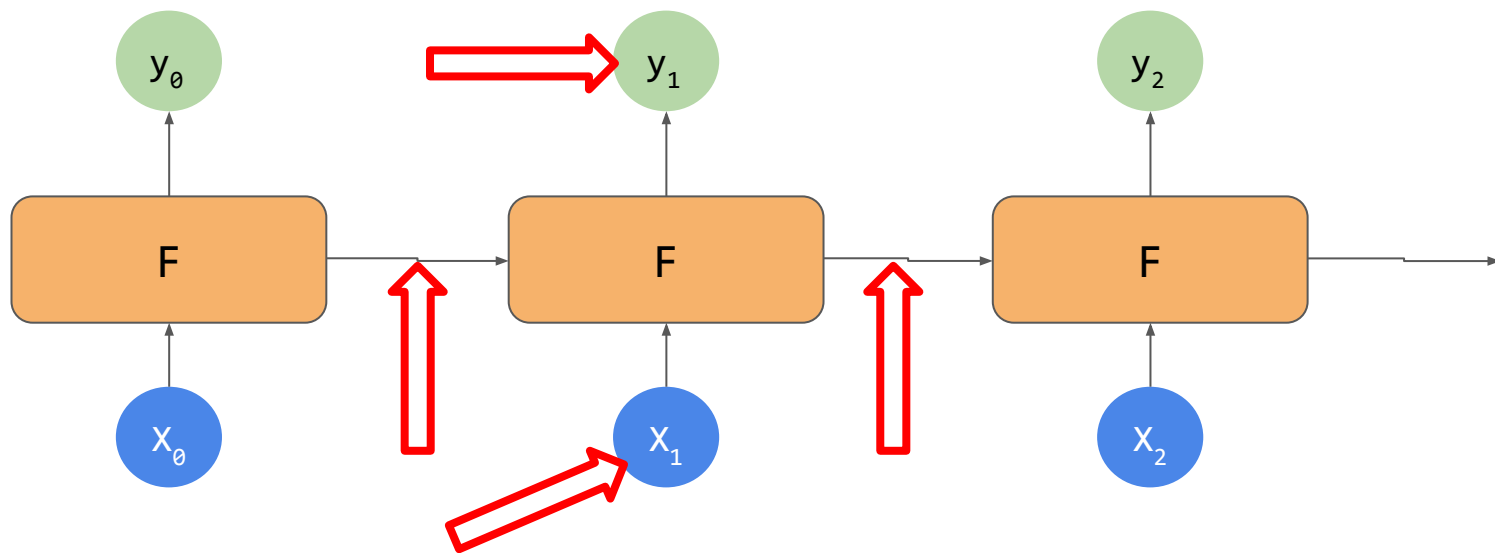 y₀ y₁ y₂
F F F
X₀ X₁ X₂